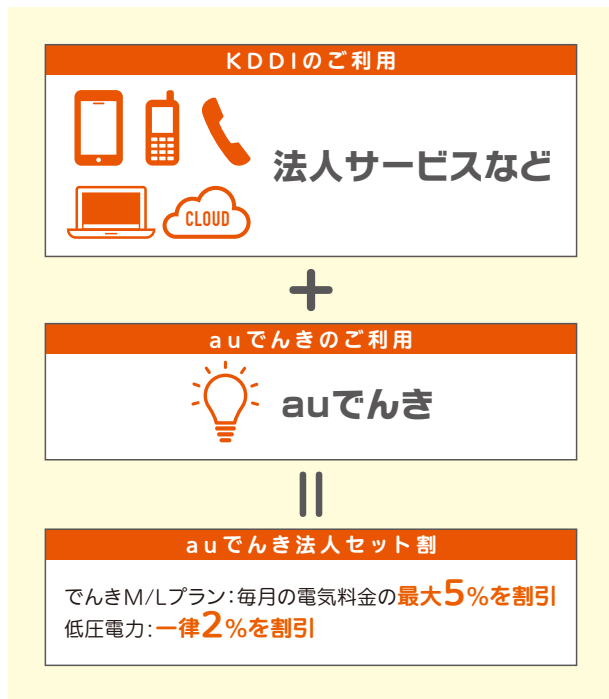 KDDIのご利用
CLOUD
法人サービスなど
+
auでんきのご利用
auでんき
auでんき法人セット割
でんきM/Lプラン:毎月の電気料金の最大5%を割引
低圧電力:一律2%を割引